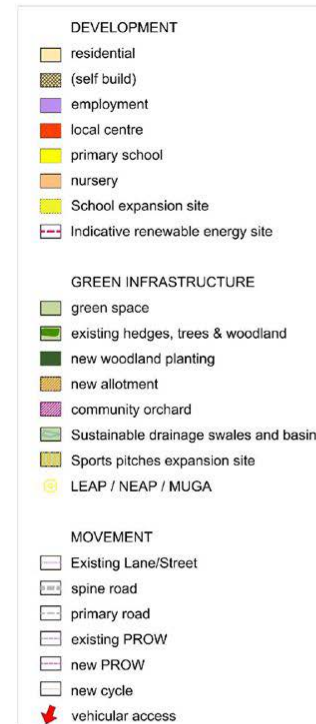 DEVELOPMENT
residential
(self build)
employment
local centre
primary school
nursery
School expansion site
Indicative renewable energy site
GREEN INFRASTRUCTURE
green space
existing hedges, trees & woodland
new woodland planting
new allotment
community orchard
Sustainable drainage swales and basin
Sports pitches expansion site
LEAP / NEAP / MUGA
MOVEMENT
Existing Lane/Street
spine road
primary road
existing PROW
new PROW
new cycle
vehicular access